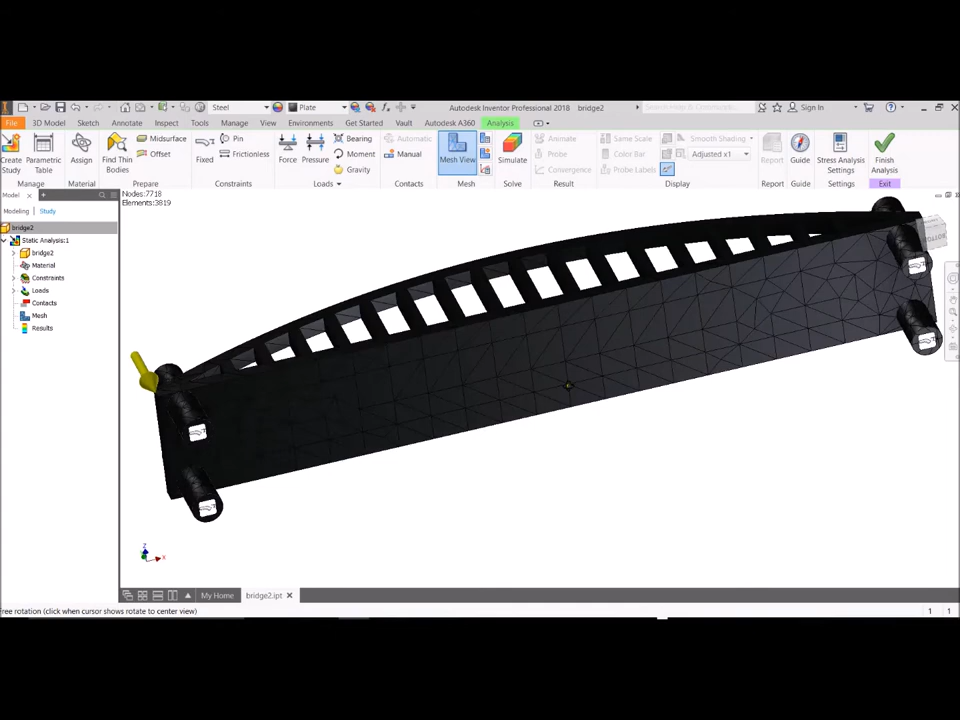 Steel
Plate
Autodesk Inventor Professional 2018 bridge2
Sign In
File 3D Model Sketch Annotate Inspect Tools Manage View Environments Get Started Vault Autodesk A360 Analysis
Midsurface Pin Bearing Automatic Animate Same Scale Smooth Shading
Offset Frictionless Moment Manual Probe Color Bar Adjusted x1
Gravity Convergence Probe Labels
Create Study
Parametric Table
Assign
Find Thin Bodies
Fixed
Force
Pressure
Mesh View
Simulate
Report
Guide
Stress Analysis Settings
Finish Analysis
Manage Material Prepare Constraints Loads Contacts Mesh Solve Result Display Report Guide Settings Exit
Model
Modeling Study
bridge2
Static Analysis:1
bridge2
Material
Constraints
Loads
Contacts
Mesh
Results
Nodes:7718
Elements:3819
BOTTOM
Z
X
My Home bridge2.ipt
Free rotation (click when cursor shows rotate to center view)
1 1